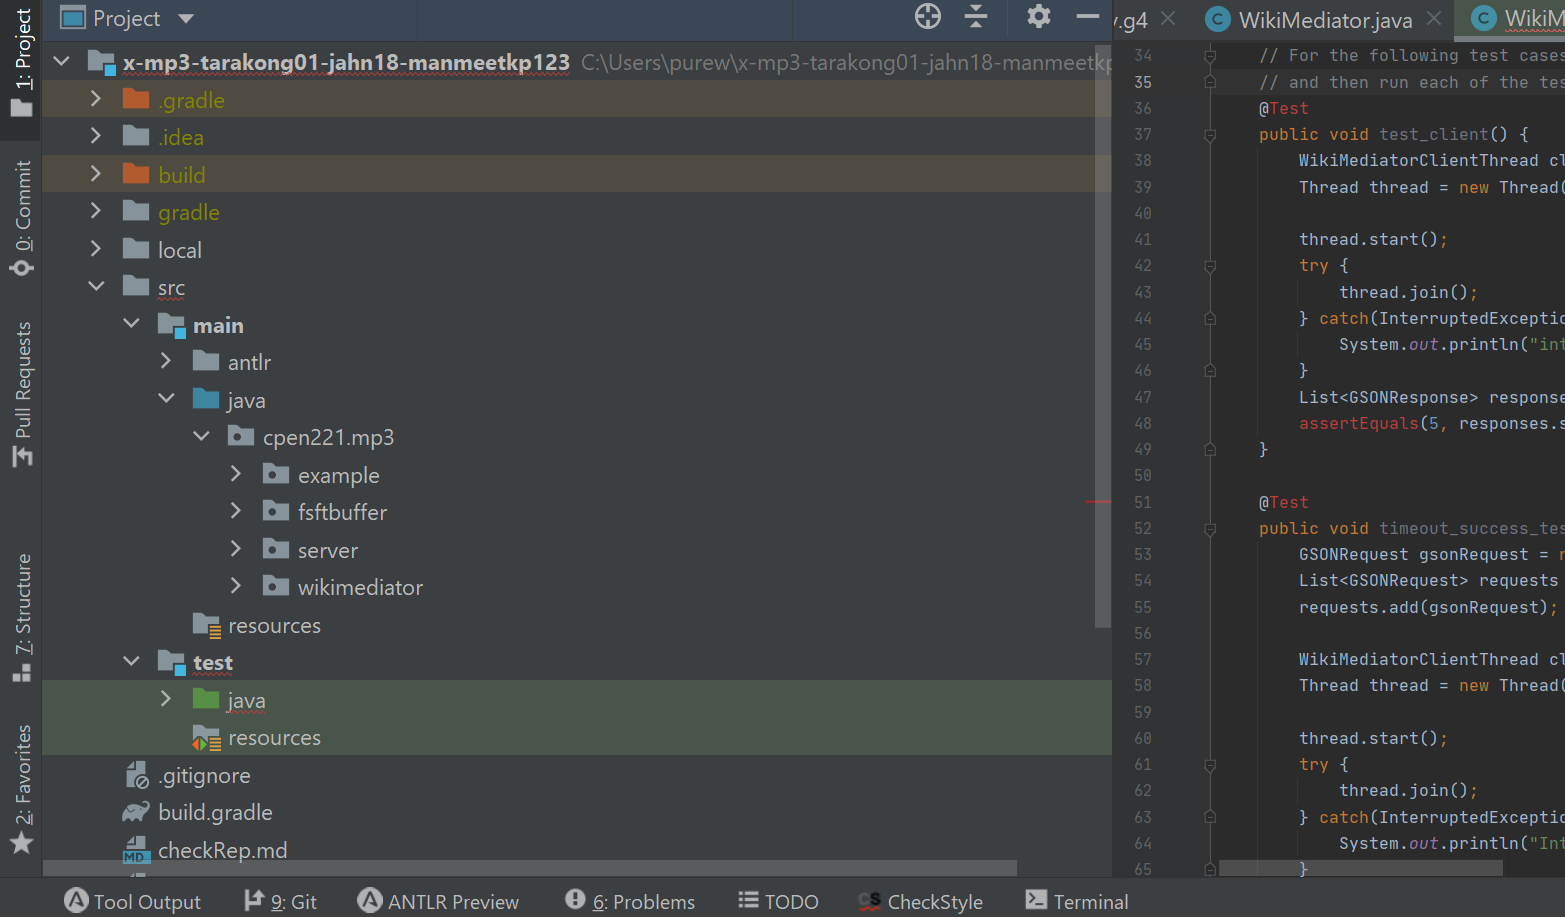 1: Project
0: Commit
Pull Requests
7: Structure
2: Favorites
Project
x-mp3-tarakong01-jahn18-manmeetkp123 C:\Users\purew\x-mp3-tarakong01-jahn18-manmeetkp
.gradle
.idea
build
gradle
local
src
main
antlr
java
cpen221.mp3
example
fsftbuffer
server
wikimediator
resources
test
java
resources
.gitignore
build.gradle
checkRep.md
.g4 WikiMediator.java WikiM
34 // For the following test cases
35 // and then run each of the tes
36 @Test
37 public void test_client() {
38 WikiMediatorClientThread cl
39 Thread thread = new Thread(
40
41 thread.start();
42 try {
43 thread.join();
44 } catch(InterruptedExceptio
45 System.out.println("int
46 }
47 List<GSONResponse> response
48 assertEquals(5, responses.s
49 }
50
51 @Test
52 public void timeout_success_tes
53 GSONRequest gsonRequest = n
54 List<GSONRequest> requests
55 requests.add(gsonRequest);
56
57 WikiMediatorClientThread cl
58 Thread thread = new Thread(
59
60 thread.start();
61 try {
62 thread.join();
63 } catch(InterruptedExceptio
64 System.out.println("Int
65 }
Tool Output 9: Git ANTLR Preview 6: Problems TODO CS CheckStyle Terminal